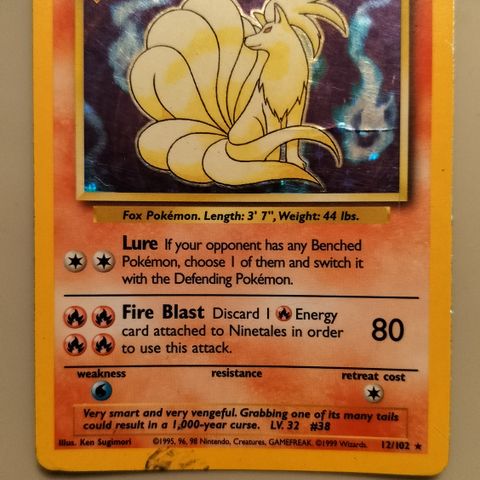 Fox Pokémon. Length: 3' 7", Weight: 44 lbs.
Lure If your opponent has any Benched
Pokémon, choose 1 of them and switch it
with the Defending Pokémon.
Fire Blast Discard 1 Energy
card attached to Ninetales in order
to use this attack.
80
weakness resistance retreat cost
Very smart and very vengeful. Grabbing one of its many tails
could result in a 1,000-year curse. LV. 32 #38
Illus. Ken Sugimori ©1995, 96, 98 Nintendo, Creatures, GAMEFREAK. ©1999 Wizards. 12/102 ★